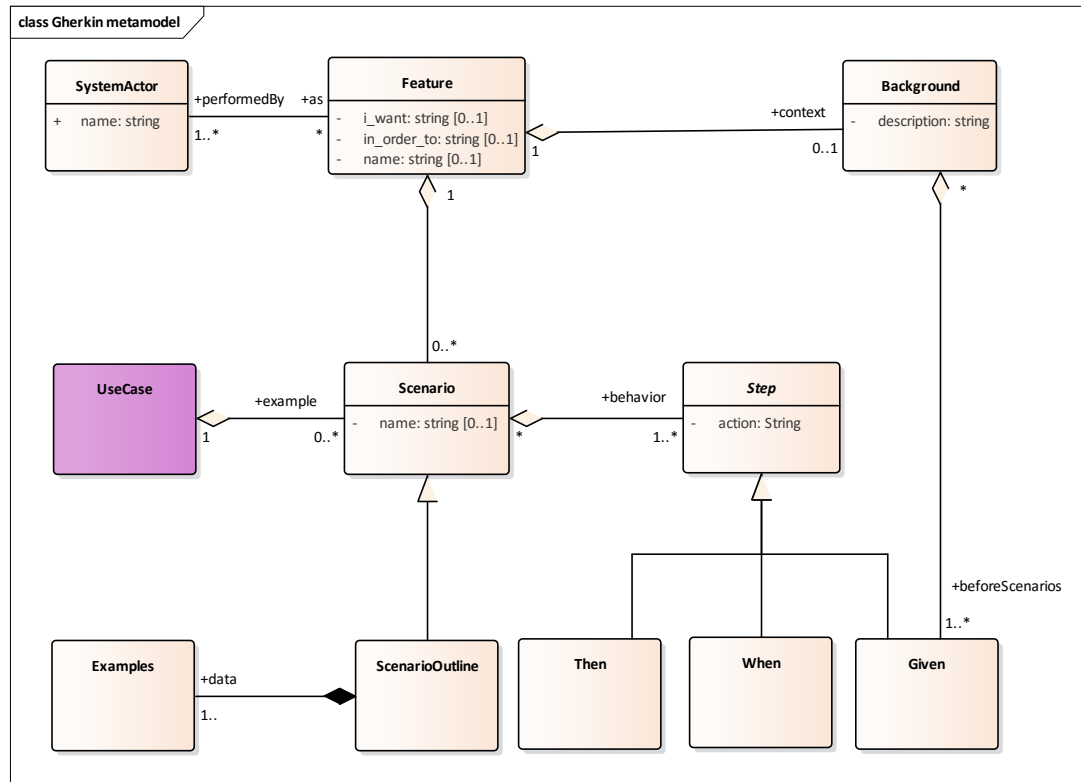 class Gherkin metamodel
SystemActor
+ name: string
+performedBy
1..*
+as
*
Feature
- i_want: string [0..1]
- in_order_to: string [0..1]
- name: string [0..1]
1
+context
0..1
Background
- description: string
1
*
0..*
UseCase
+example
1
0..*
Scenario
- name: string [0..1]
+behavior
*
1..*
Step
- action: String
+beforeScenarios
1..*
Examples
+data
1..
ScenarioOutline
Then
When
Given